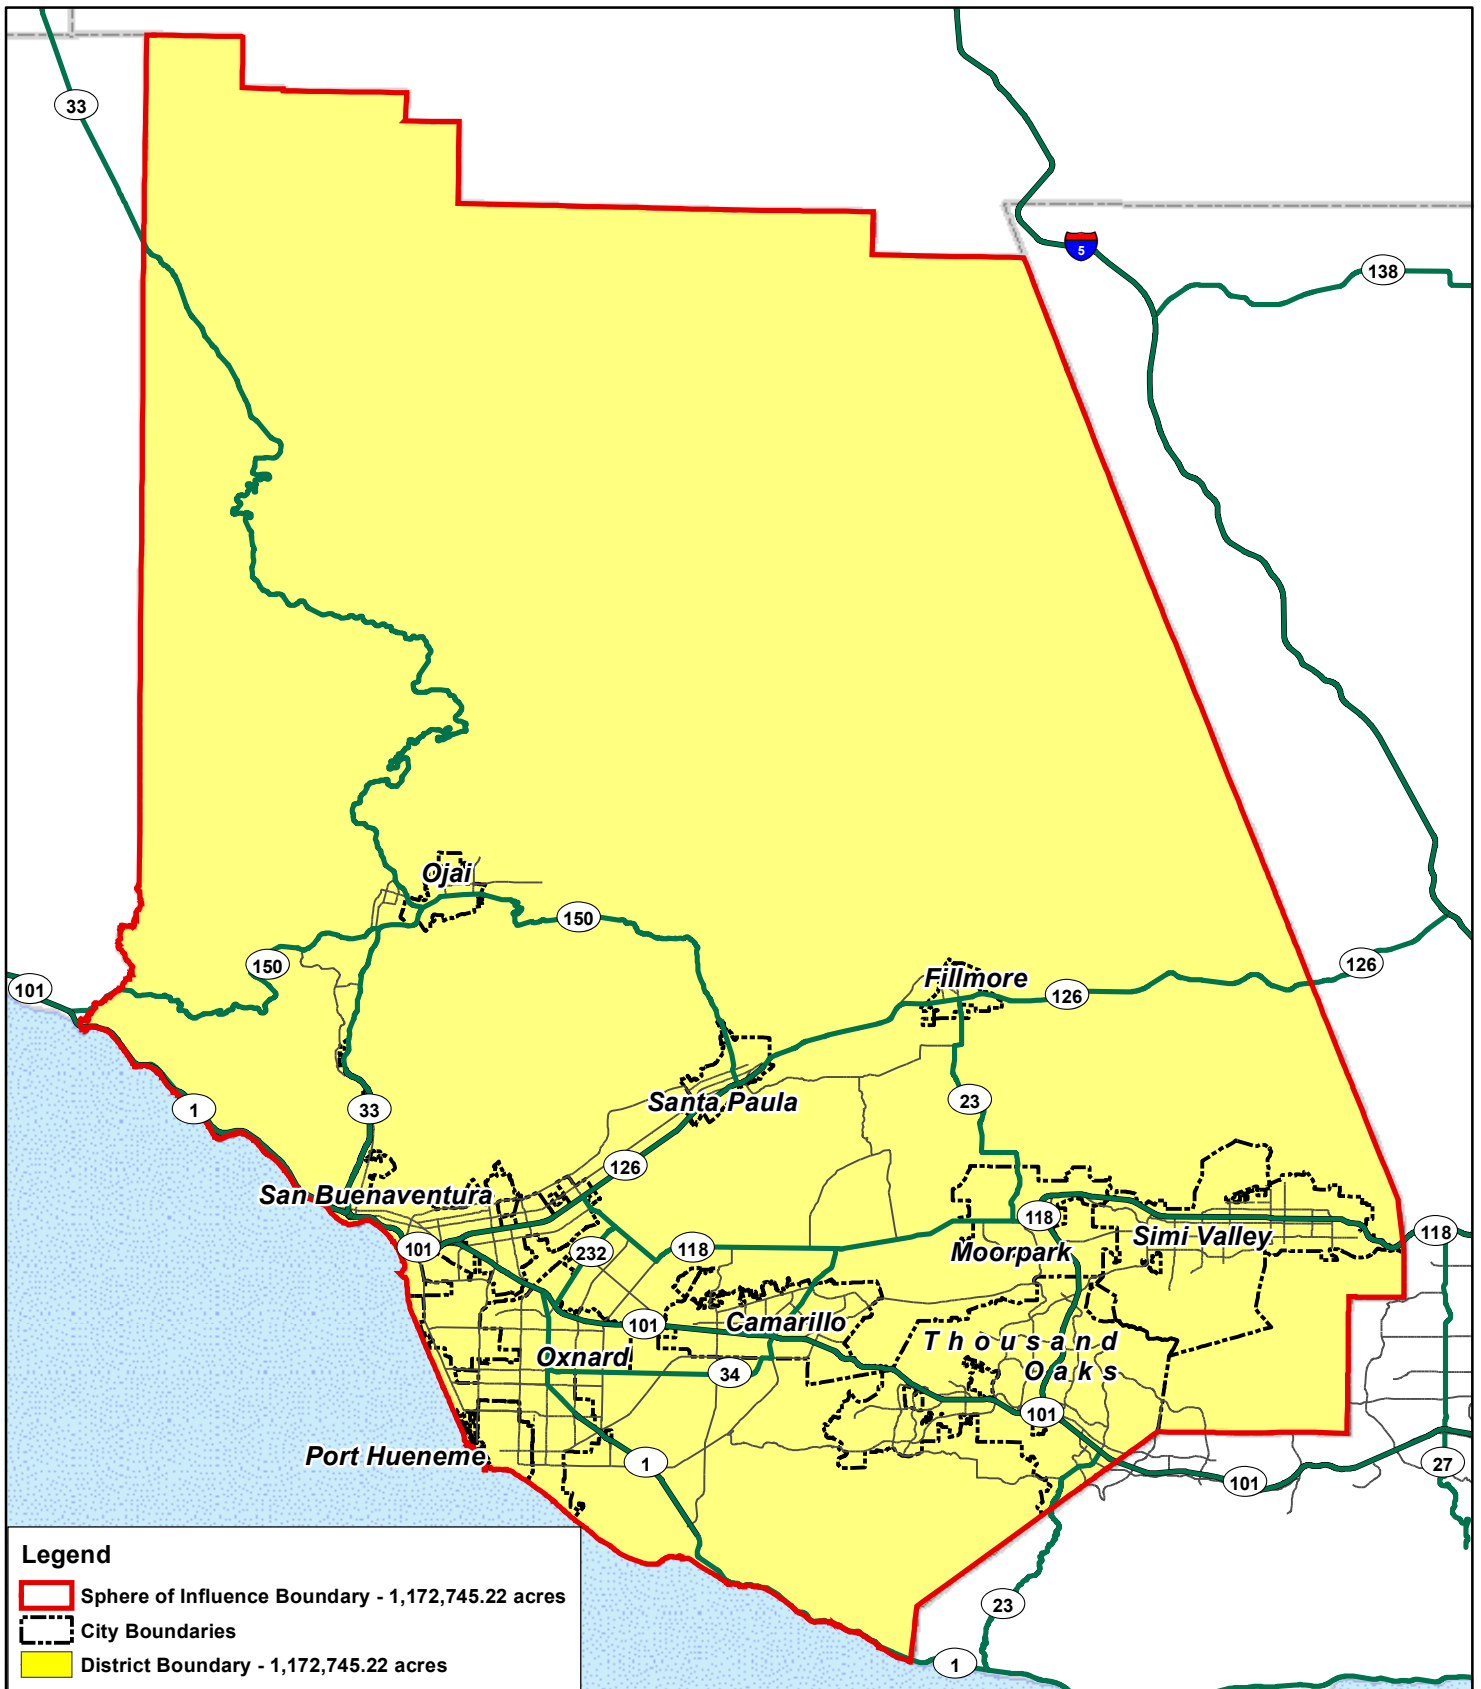 33
5
138
Ojai
150
150
101
Fillmore
126
126
Santa Paula
1
33
23
126
San Buenaventura
118
118
101
232
118
Moorpark
Simi Valley
101
Camarillo
Thousand
Oaks
Oxnard
34
101
Port Hueneme
1
101
27
23
1
Legend
Sphere of Influence Boundary - 1,172,745.22 acres
City Boundaries
District Boundary - 1,172,745.22 acres